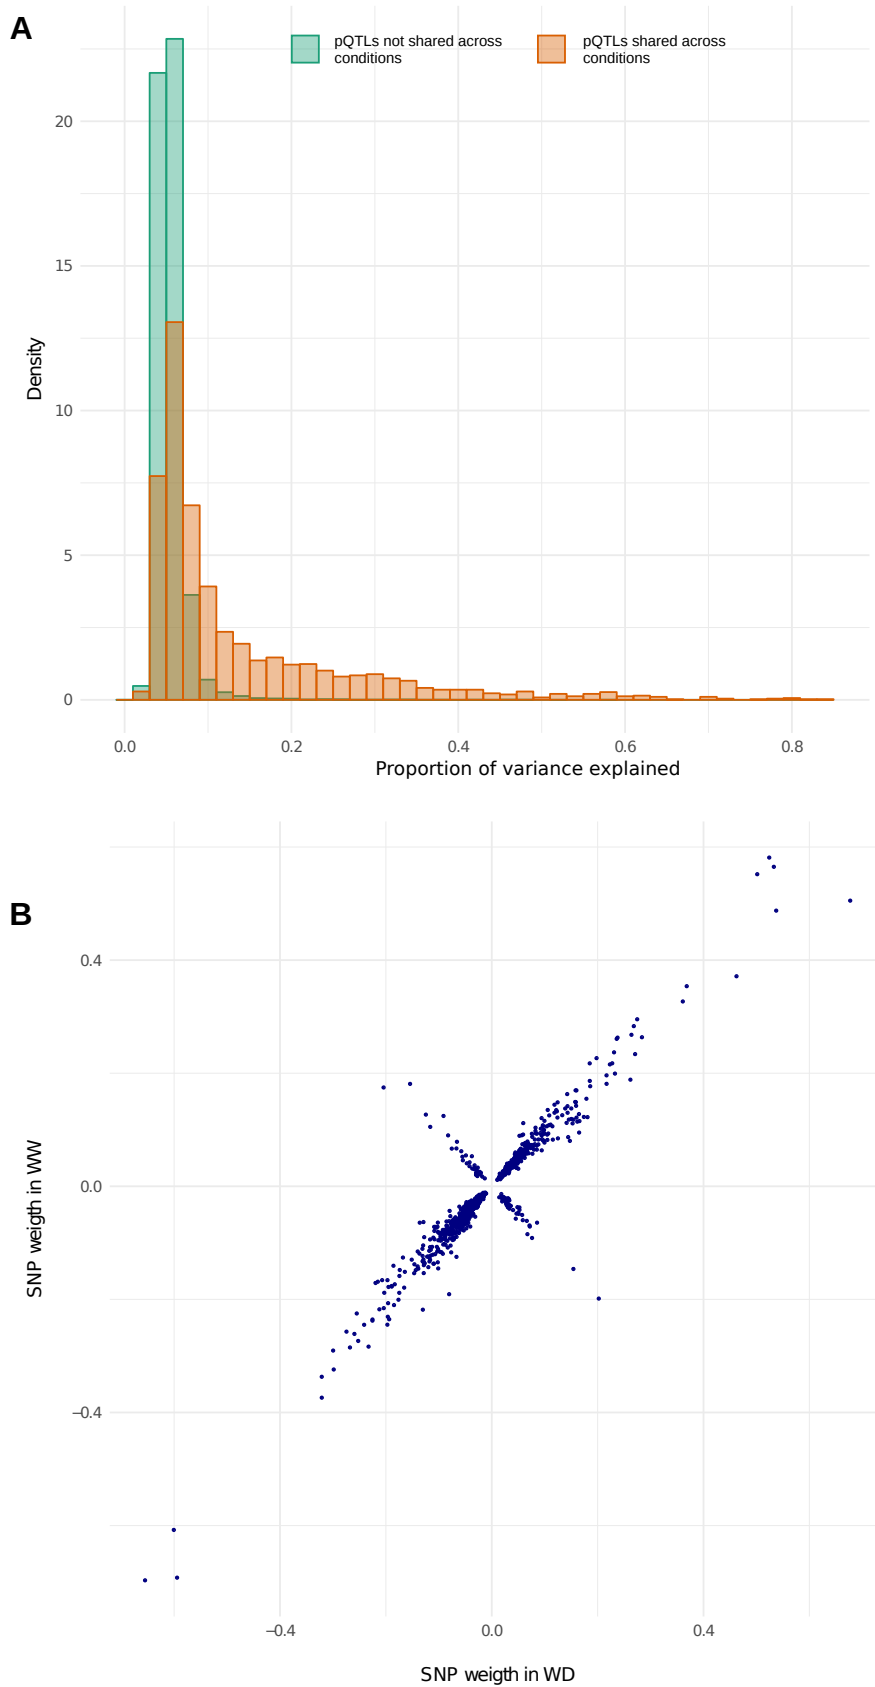 A
pQTLs not shared across
conditions
pQTLs shared across
conditions
20
15
10
5
0
Density
0.0 0.2 0.4 0.6 0.8
Proportion of variance explained
B
0.4
0.0
−0.4
SNP weigth in WW
−0.4 0.0 0.4
SNP weigth in WD